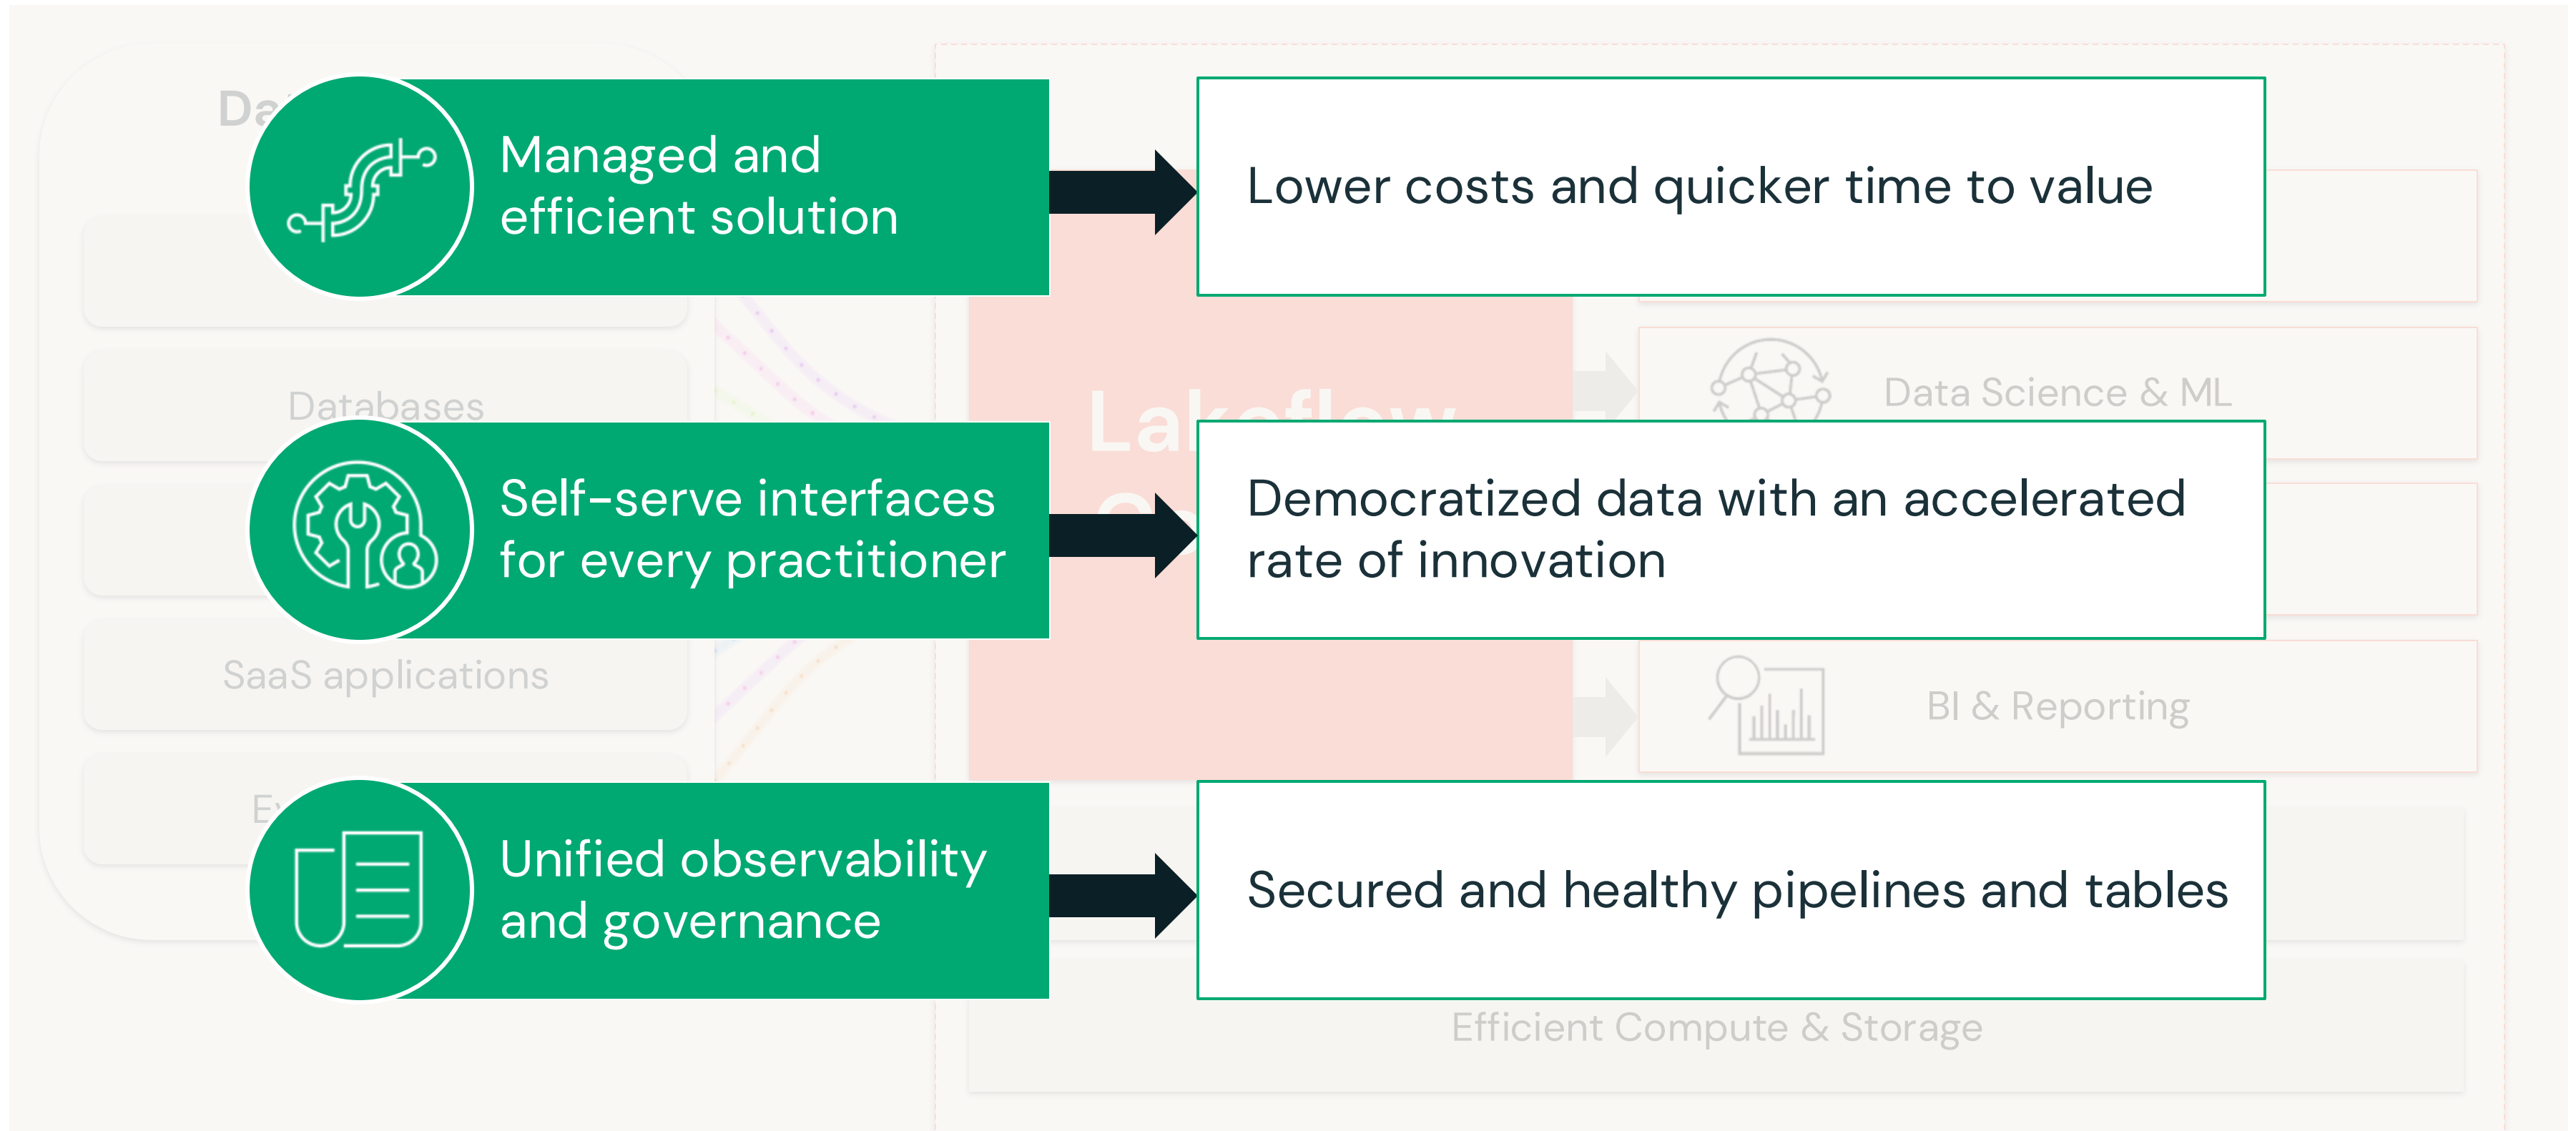 Managed and
efficient solution
Lower costs and quicker time to value
Databases
Data Science & ML
Self-serve interfaces
for every practitioner
Democratized data with an accelerated
rate of innovation
SaaS applications
BI & Reporting
Unified observability
and governance
Secured and healthy pipelines and tables
Efficient Compute & Storage